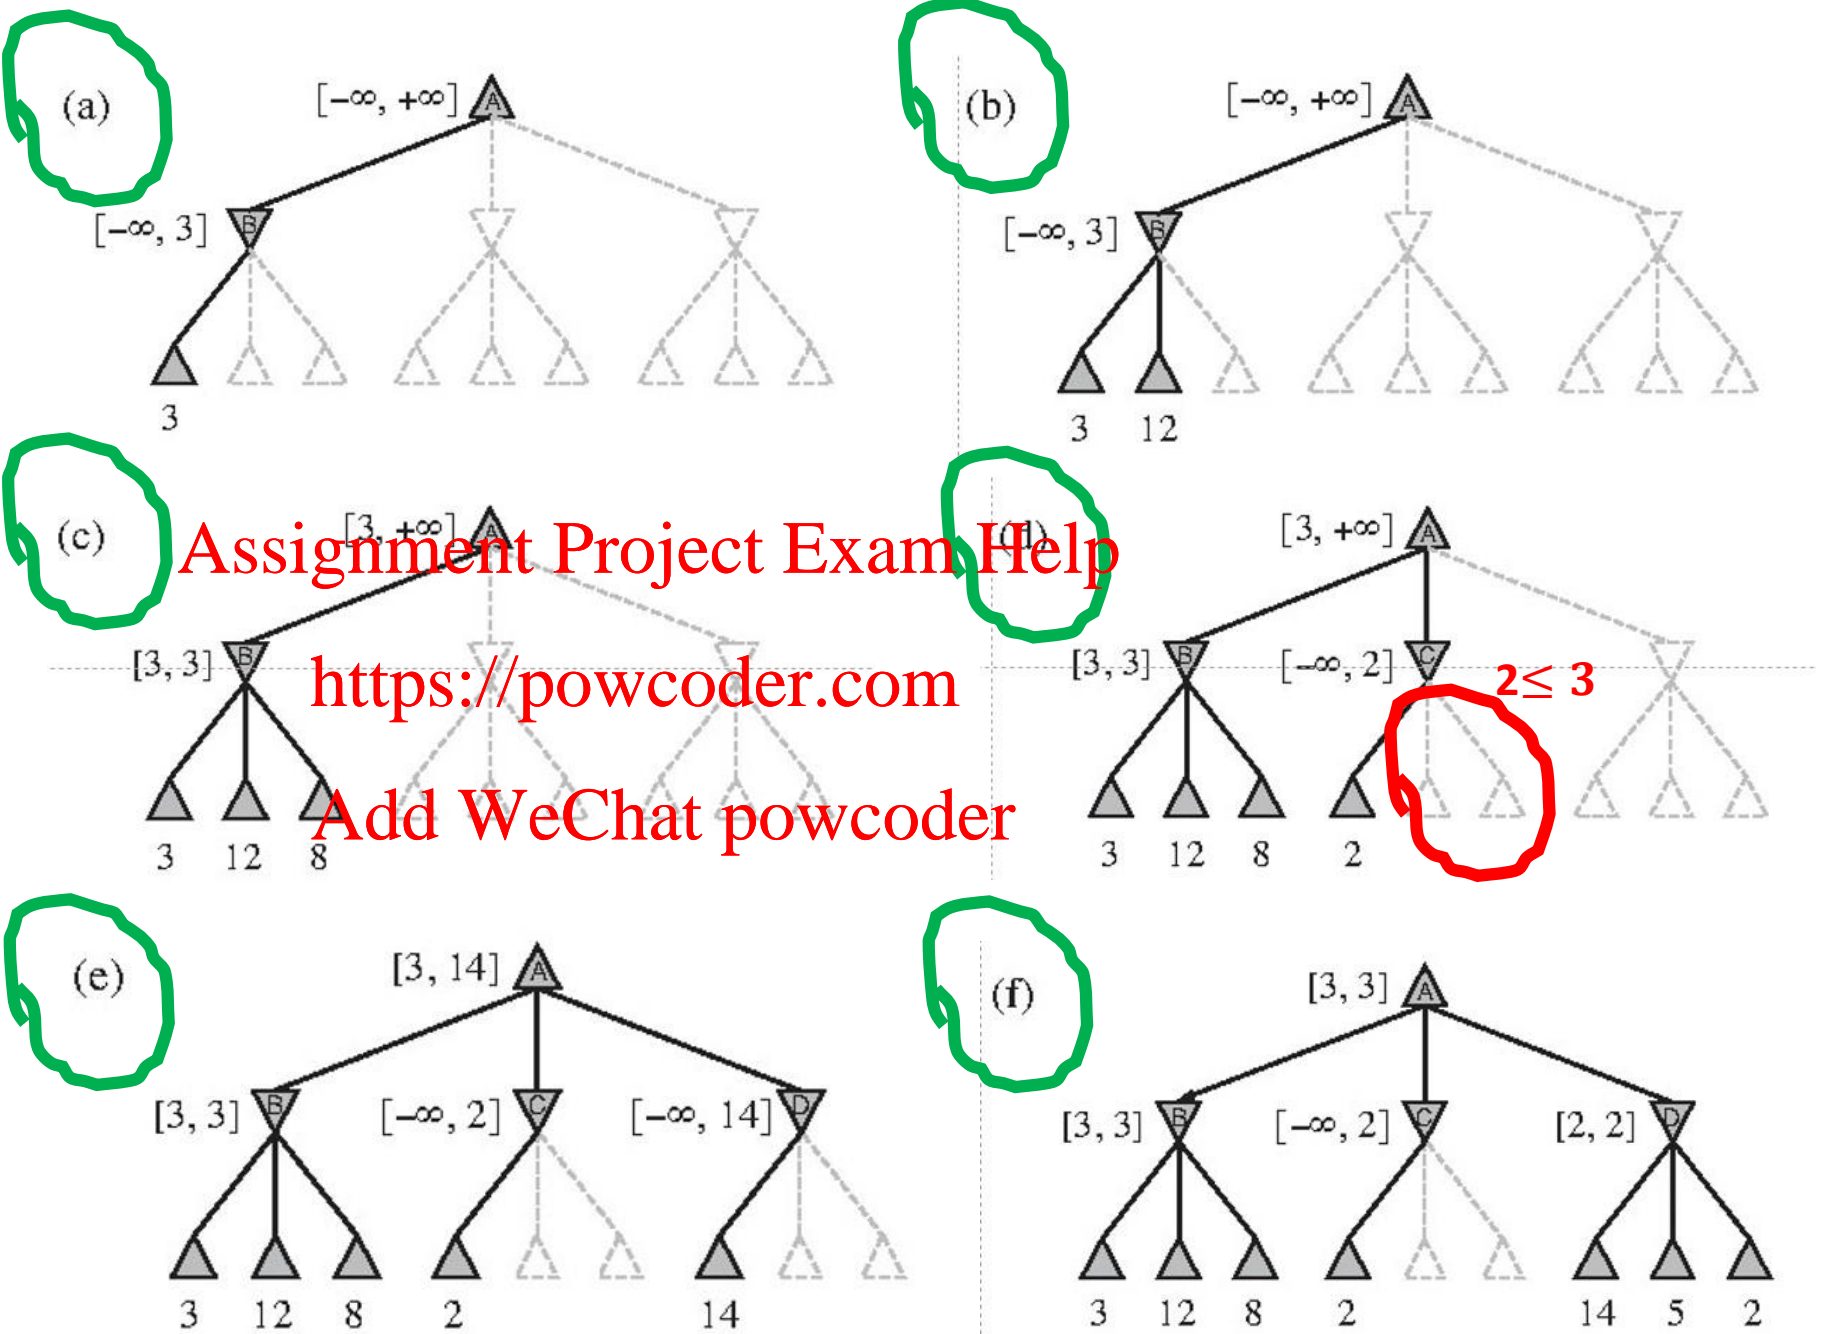 (a) [−∞, +∞] A
[−∞, 3] B
3
(b) [−∞, +∞] A
[−∞, 3] B
3 12
(c) [3, +∞] A
[3, 3] B
3 12 8
(d) [3, +∞] A
[3, 3] B [−∞, 2] C 2≤ 3
3 12 8 2
Assignment Project Exam Help
https://powcoder.com
Add WeChat powcoder
(e) [3, 14] A
[3, 3] B [−∞, 2] C [−∞, 14] D
3 12 8 2 14
(f) [3, 3] A
[3, 3] B [−∞, 2] C [2, 2] D
3 12 8 2 14 5 2